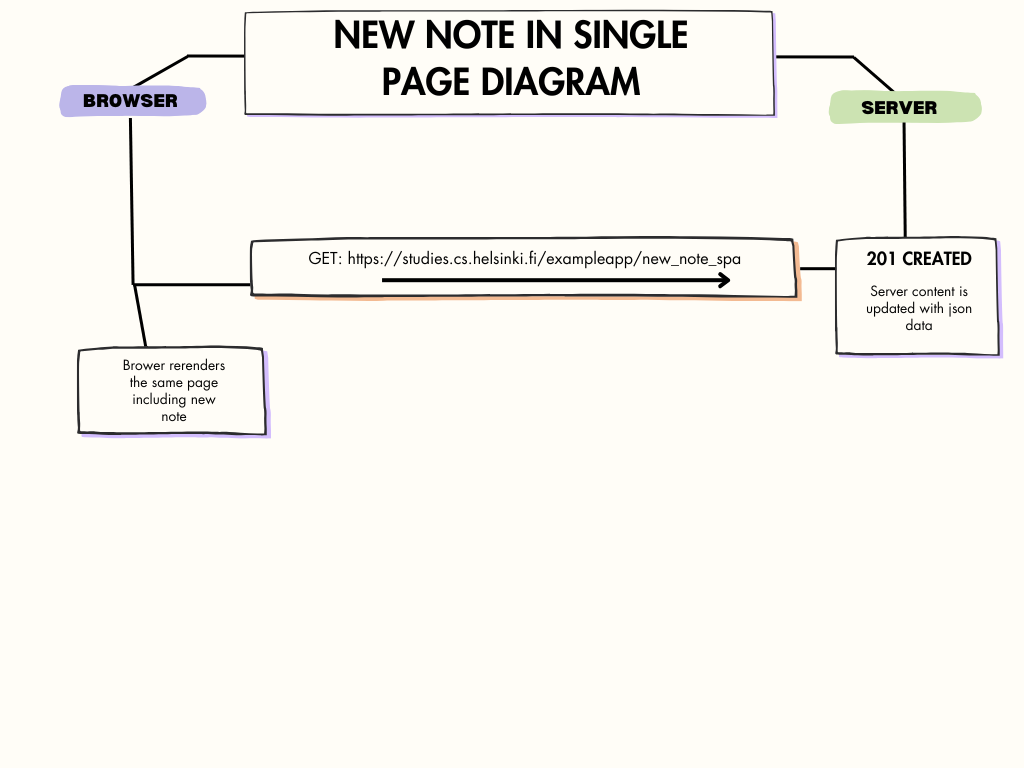 NEW NOTE IN SINGLE
PAGE DIAGRAM
BROWSER
SERVER
GET: https://studies.cs.helsinki.fi/exampleapp/new_note_spa
201 CREATED
Server content is
updated with json
data
Brower rerenders
the same page
including new
note